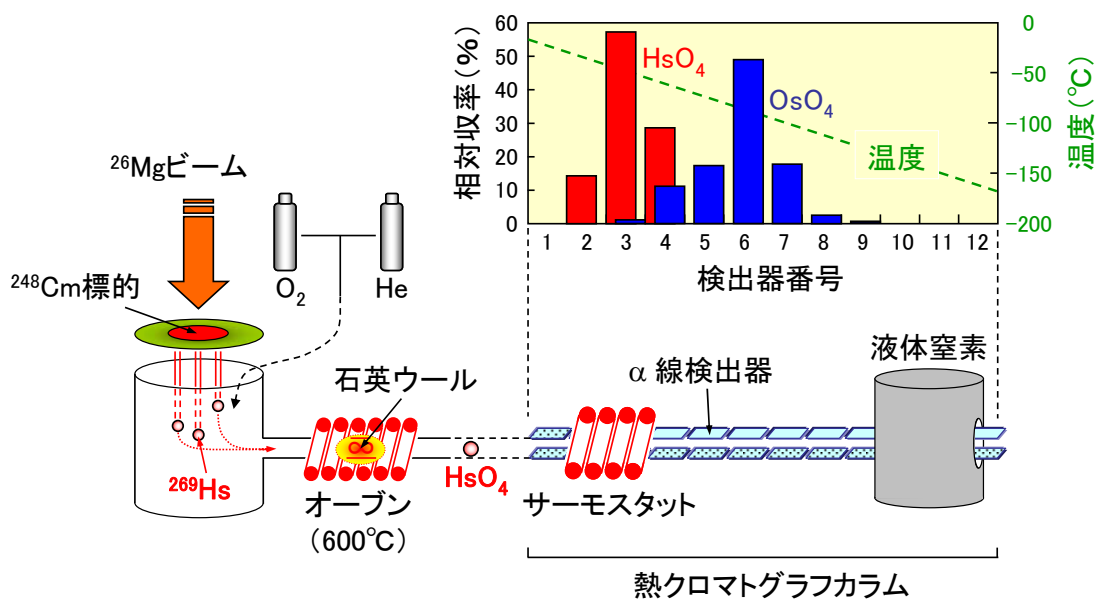 60
50
40
30
20
10
0
相対収率(%)
HsO4
OsO4
温度
0
−50
−100
−150
−200
温度(℃)
1 2 3 4 5 6 7 8 9 10 11 12
検出器番号
26Mgビーム
248Cm標的
O2
He
石英ウール
269Hs
オーブン
(600℃)
HsO4
α線検出器
サーモスタット
液体窒素
熱クロマトグラフカラム